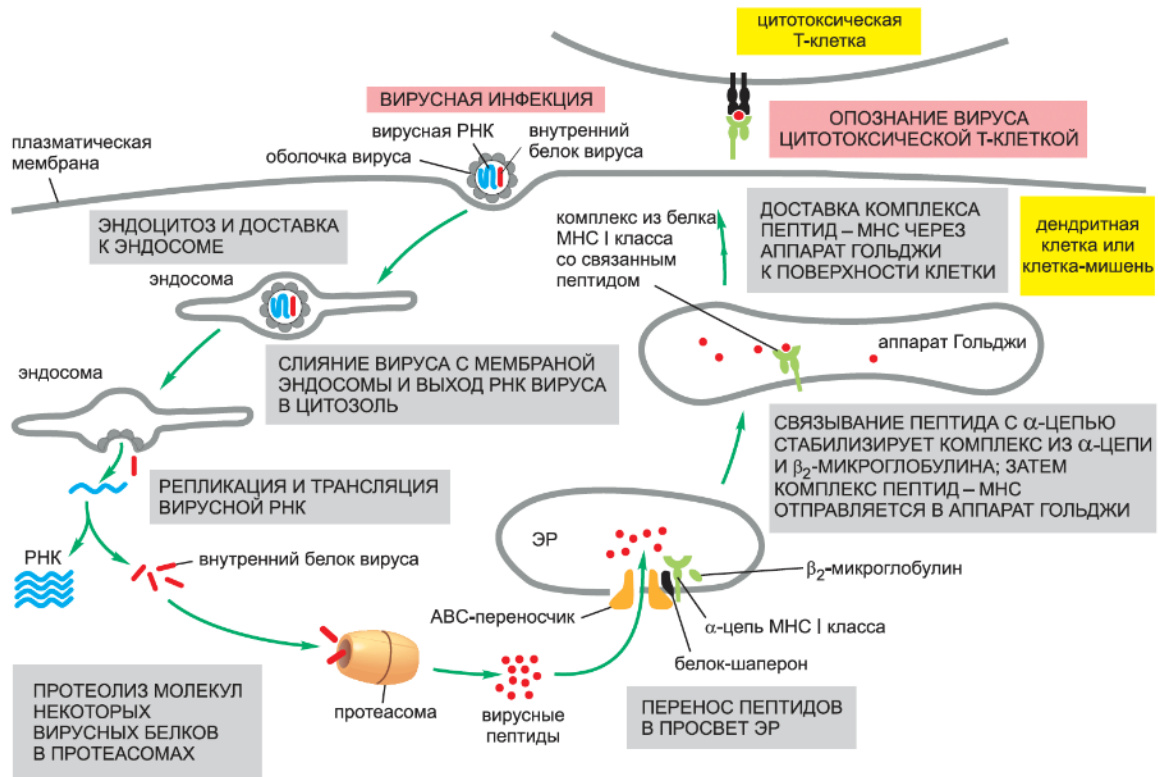 цитотоксическая
Т-клетка
ВИРУСНАЯ ИНФЕКЦИЯ
ОПОЗНАНИЕ ВИРУСА
ЦИТОТОКСИЧЕСКОЙ Т-КЛЕТКОЙ
вирусная РНК
внутренний
белок вируса
оболочка вируса
плазматическая
мембрана
ЭНДОЦИТОЗ И ДОСТАВКА
К ЭНДОСОМЕ
комплекс из белка
МНС I класса
со связанным
пептидом
ДОСТАВКА КОМПЛЕКСА
ПЕПТИД – МНС ЧЕРЕЗ
АППАРАТ ГОЛЬДЖИ
К ПОВЕРХНОСТИ КЛЕТКИ
дендритная
клетка или
клетка-мишень
эндосома
аппарат Гольджи
СЛИЯНИЕ ВИРУСА С МЕМБРАНОЙ
ЭНДОСОМЫ И ВЫХОД РНК ВИРУСА
В ЦИТОЗОЛЬ
эндосома
СВЯЗЫВАНИЕ ПЕПТИДА С α-ЦЕПЬЮ
СТАБИЛИЗИРУЕТ КОМПЛЕКС ИЗ α-ЦЕПИ
И β₂-МИКРОГЛОБУЛИНА; ЗАТЕМ
КОМПЛЕКС ПЕПТИД – МНС
ОТПРАВЛЯЕТСЯ В АППАРАТ ГОЛЬДЖИ
РЕПЛИКАЦИЯ И ТРАНСЛЯЦИЯ
ВИРУСНОЙ РНК
РНК
внутренний белок вируса
ЭР
β₂-микроглобулин
АВС-переносчик
α-цепь МНС I класса
белок-шаперон
ПРОТЕОЛИЗ МОЛЕКУЛ
НЕКОТОРЫХ
ВИРУСНЫХ БЕЛКОВ
В ПРОТЕАСОМАХ
протеасома
вирусные
пептиды
ПЕРЕНОС ПЕПТИДОВ
В ПРОСВЕТ ЭР